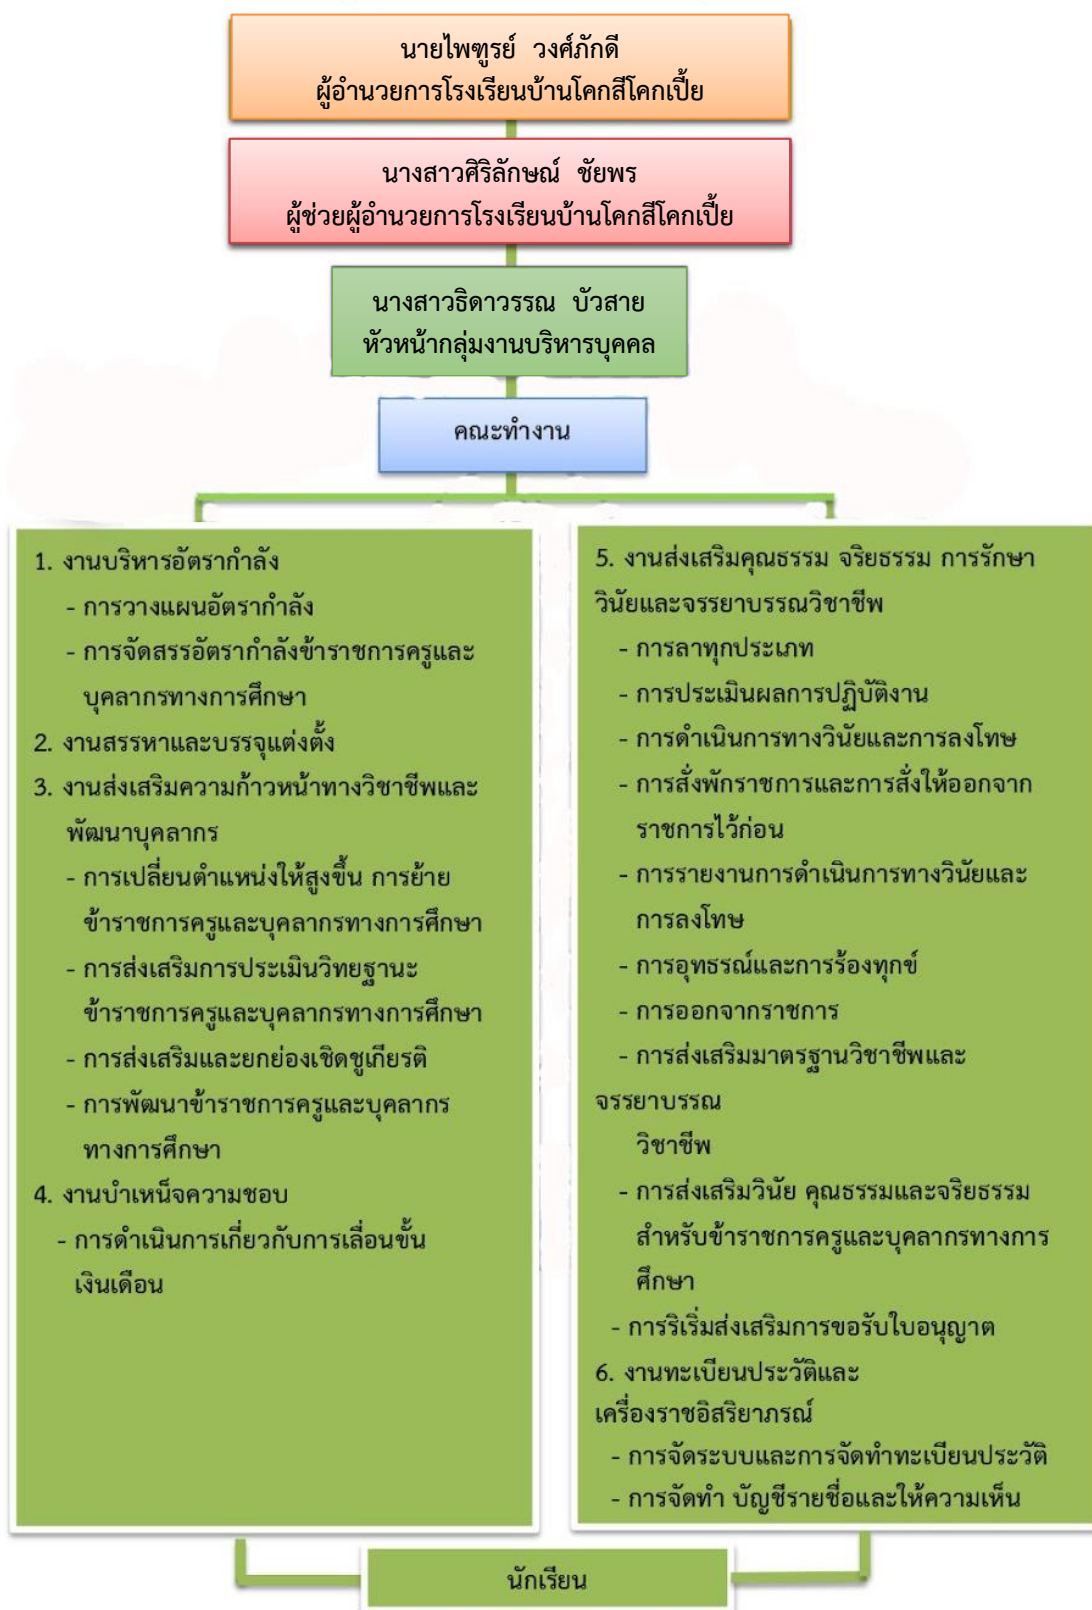 นายไพฑูรย์ วงศ์ภักดี
ผู้อำนวยการโรงเรียนบ้านโคกสีโคกเปี้ย
นางสาวศิริลักษณ์ ชัยพร
ผู้ช่วยผู้อำนวยการโรงเรียนบ้านโคกสีโคกเปี้ย
นางสาวธิดาวรรณ บัวสาย
หัวหน้ากลุ่มงานบริหารบุคคล
คณะทำงาน
1. งานบริหารอัตรากำลัง
- การวางแผนอัตรากำลัง
- การจัดสรรอัตรากำลังข้าราชการครูและ
บุคลากรทางการศึกษา
2. งานสรรหาและบรรจุแต่งตั้ง
3. งานส่งเสริมความก้าวหน้าทางวิชาชีพและ
พัฒนาบุคลากร
- การเปลี่ยนตำแหน่งให้สูงขึ้น การย้าย
ข้าราชการครูและบุคลากรทางการศึกษา
- การส่งเสริมการประเมินวิทยฐานะ
ข้าราชการครูและบุคลากรทางการศึกษา
- การส่งเสริมและยกย่องเชิดชูเกียรติ
- การพัฒนาข้าราชการครูและบุคลากร
ทางการศึกษา
4. งานบำเหน็จความชอบ
- การดำเนินการเกี่ยวกับการเลื่อนขั้น
เงินเดือน
5. งานส่งเสริมคุณธรรม จริยธรรม การรักษา
วินัยและจรรยาบรรณวิชาชีพ
- การลาทุกประเภท
- การประเมินผลการปฏิบัติงาน
- การดำเนินการทางวินัยและการลงโทษ
- การสั่งพักราชการและการสั่งให้ออกจาก
ราชการไว้ก่อน
- การรายงานการดำเนินการทางวินัยและ
การลงโทษ
- การอุทธรณ์และการร้องทุกข์
- การออกจากราชการ
- การส่งเสริมมาตรฐานวิชาชีพและ
จรรยาบรรณ
วิชาชีพ
- การส่งเสริมวินัย คุณธรรมและจริยธรรม
สำหรับข้าราชการครูและบุคลากรทางการ
ศึกษา
- การริเริ่มส่งเสริมการขอรับใบอนุญาต
6. งานทะเบียนประวัติและ
เครื่องราชอิสริยาภรณ์
- การจัดระบบและการจัดทำทะเบียนประวัติ
- การจัดทำ บัญชีรายชื่อและให้ความเห็น
นักเรียน